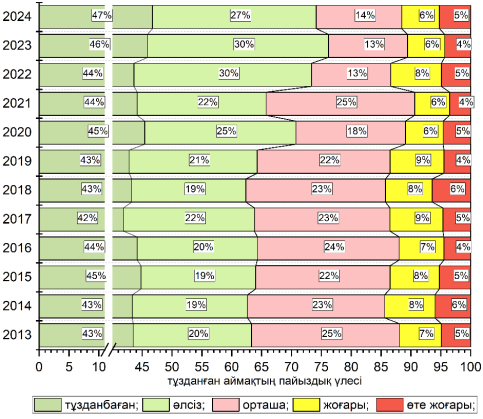 2024 47% 27% 14% 6% 5%
2023 46% 30% 13% 6% 4%
2022 44% 30% 13% 8% 5%
2021 44% 22% 25% 6% 4%
2020 45% 25% 18% 6% 5%
2019 43% 21% 22% 9% 4%
2018 43% 19% 23% 8% 6%
2017 42% 22% 23% 9% 5%
2016 44% 20% 24% 7% 4%
2015 45% 19% 22% 8% 5%
2014 43% 19% 23% 8% 6%
2013 43% 20% 25% 7% 5%
0 5 10 45 50 55 60 65 70 75 80 85 90 95 100
тұзданған аймақтың пайыздық үлесі
тұзданбаған; әлсіз; орташа; жоғары; өте жоғары;